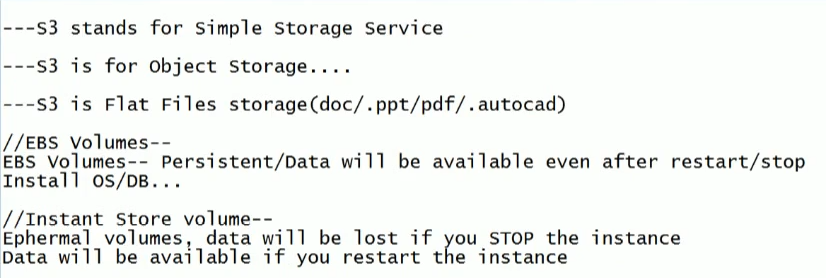 ---S3 stands for Simple Storage Service
---S3 is for Object Storage....
---S3 is Flat Files storage(doc/.ppt/pdf/.autocad)
//EBS Volumes--
EBS Volumes-- Persistent/Data will be available even after restart/stop
Install OS/DB...
//Instant Store volume--
Ephermal volumes, data will be lost if you STOP the instance
Data will be available if you restart the instance